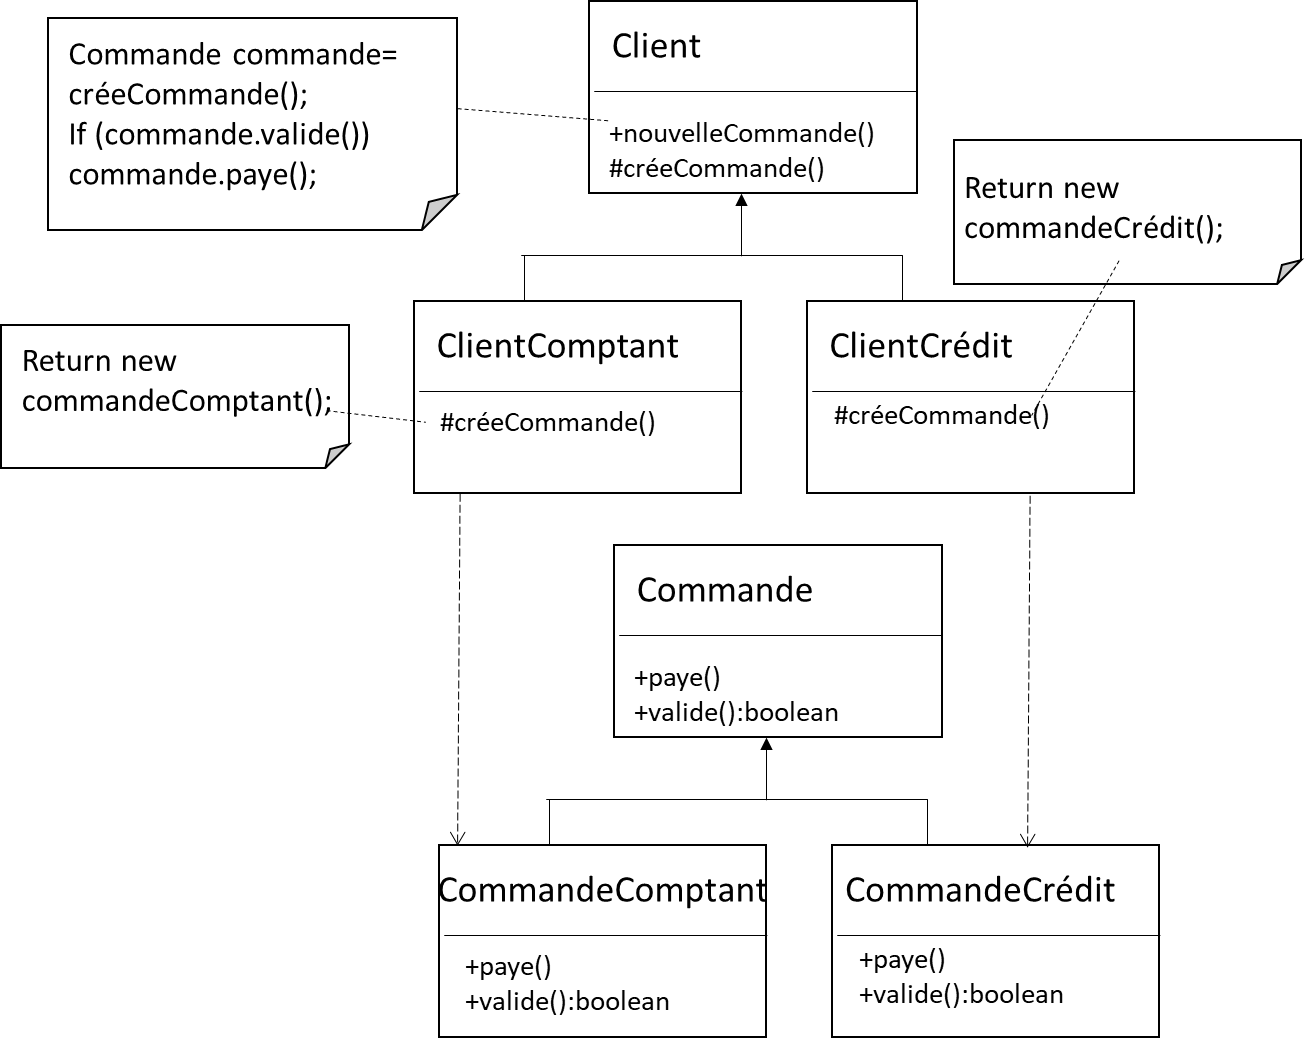 Commande commande=
créeCommande();
If (commande.valide())
commande.paye();
Client
+nouvelleCommande()
#créeCommande()
Return new
commandeCrédit();
Return new
commandeComptant();
ClientComptant
#créeCommande()
ClientCrédit
#créeCommande()
Commande
+paye()
+valide():boolean
CommandeComptant
+paye()
+valide():boolean
CommandeCrédit
+paye()
+valide():boolean